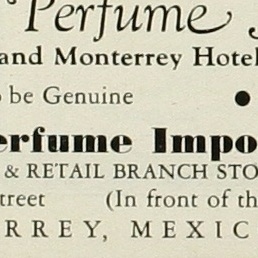 Perfume
and Monterrey Hotel
be Genuine
erfume Impo
& RETAIL BRANCH STO
treet (In front of th
RREY, MEXIC